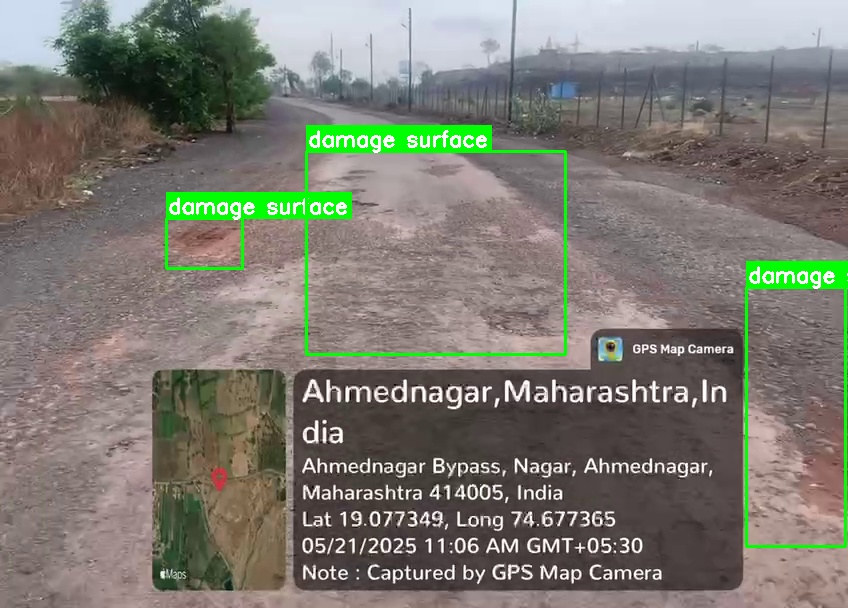 damage surface
damage surface
damage s
GPS Map Camera
Ahmednagar,Maharashtra,In
dia
Ahmednagar Bypass, Nagar, Ahmednagar,
Maharashtra 414005, India
Lat 19.077349, Long 74.677365
05/21/2025 11:06 AM GMT+05:30
Note : Captured by GPS Map Camera
Maps